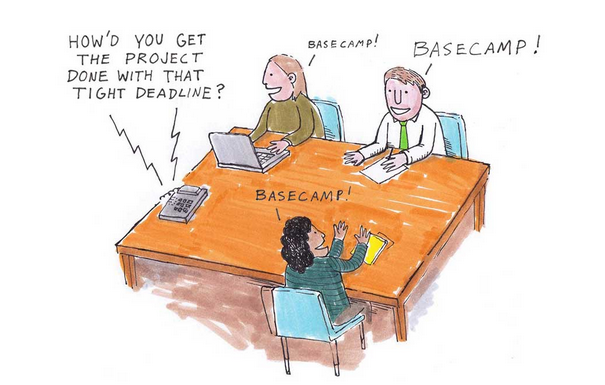 HOW'D YOU GET
THE PROJECT
DONE WITH THAT
TIGHT DEADLINE?
BASECAMP!
BASECAMP!
BASECAMP!